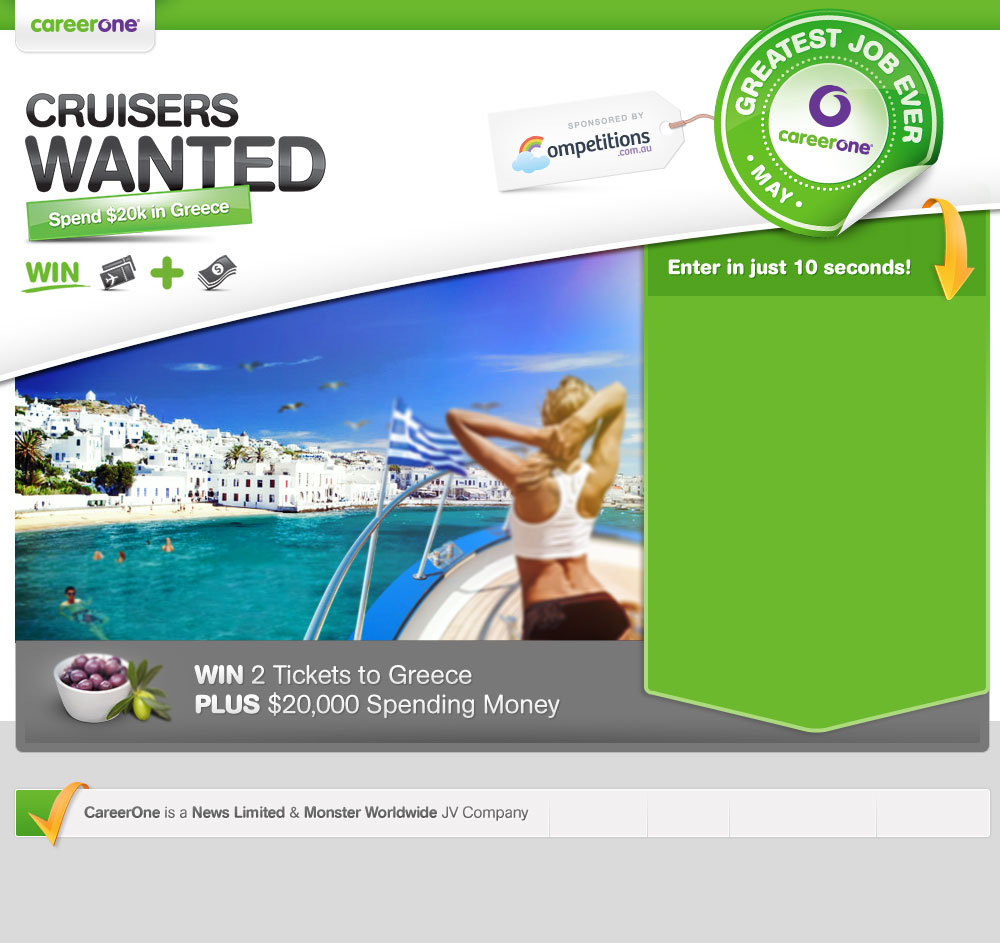 careerone
CRUISERS
WANTED
Spend $20k in Greece
WIN
$
SPONSORED BY
ompetitions
.com.au
GREATEST JOB EVER
careerone
• MAY •
Enter in just 10 seconds!
WIN 2 Tickets to Greece
PLUS $20,000 Spending Money
CareerOne is a News Limited & Monster Worldwide JV Company